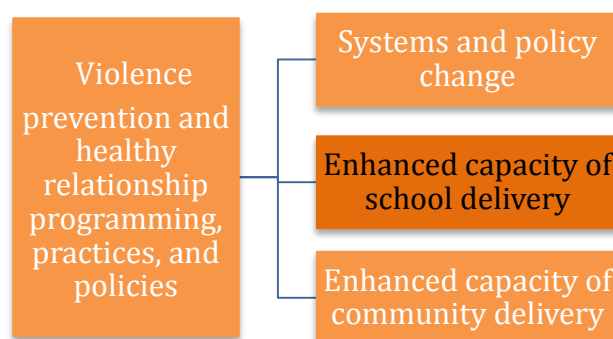 Violence
prevention and
healthy
relationship
programming,
practices, and
policies
Systems and policy
change
Enhanced capacity of
school delivery
Enhanced capacity of
community delivery